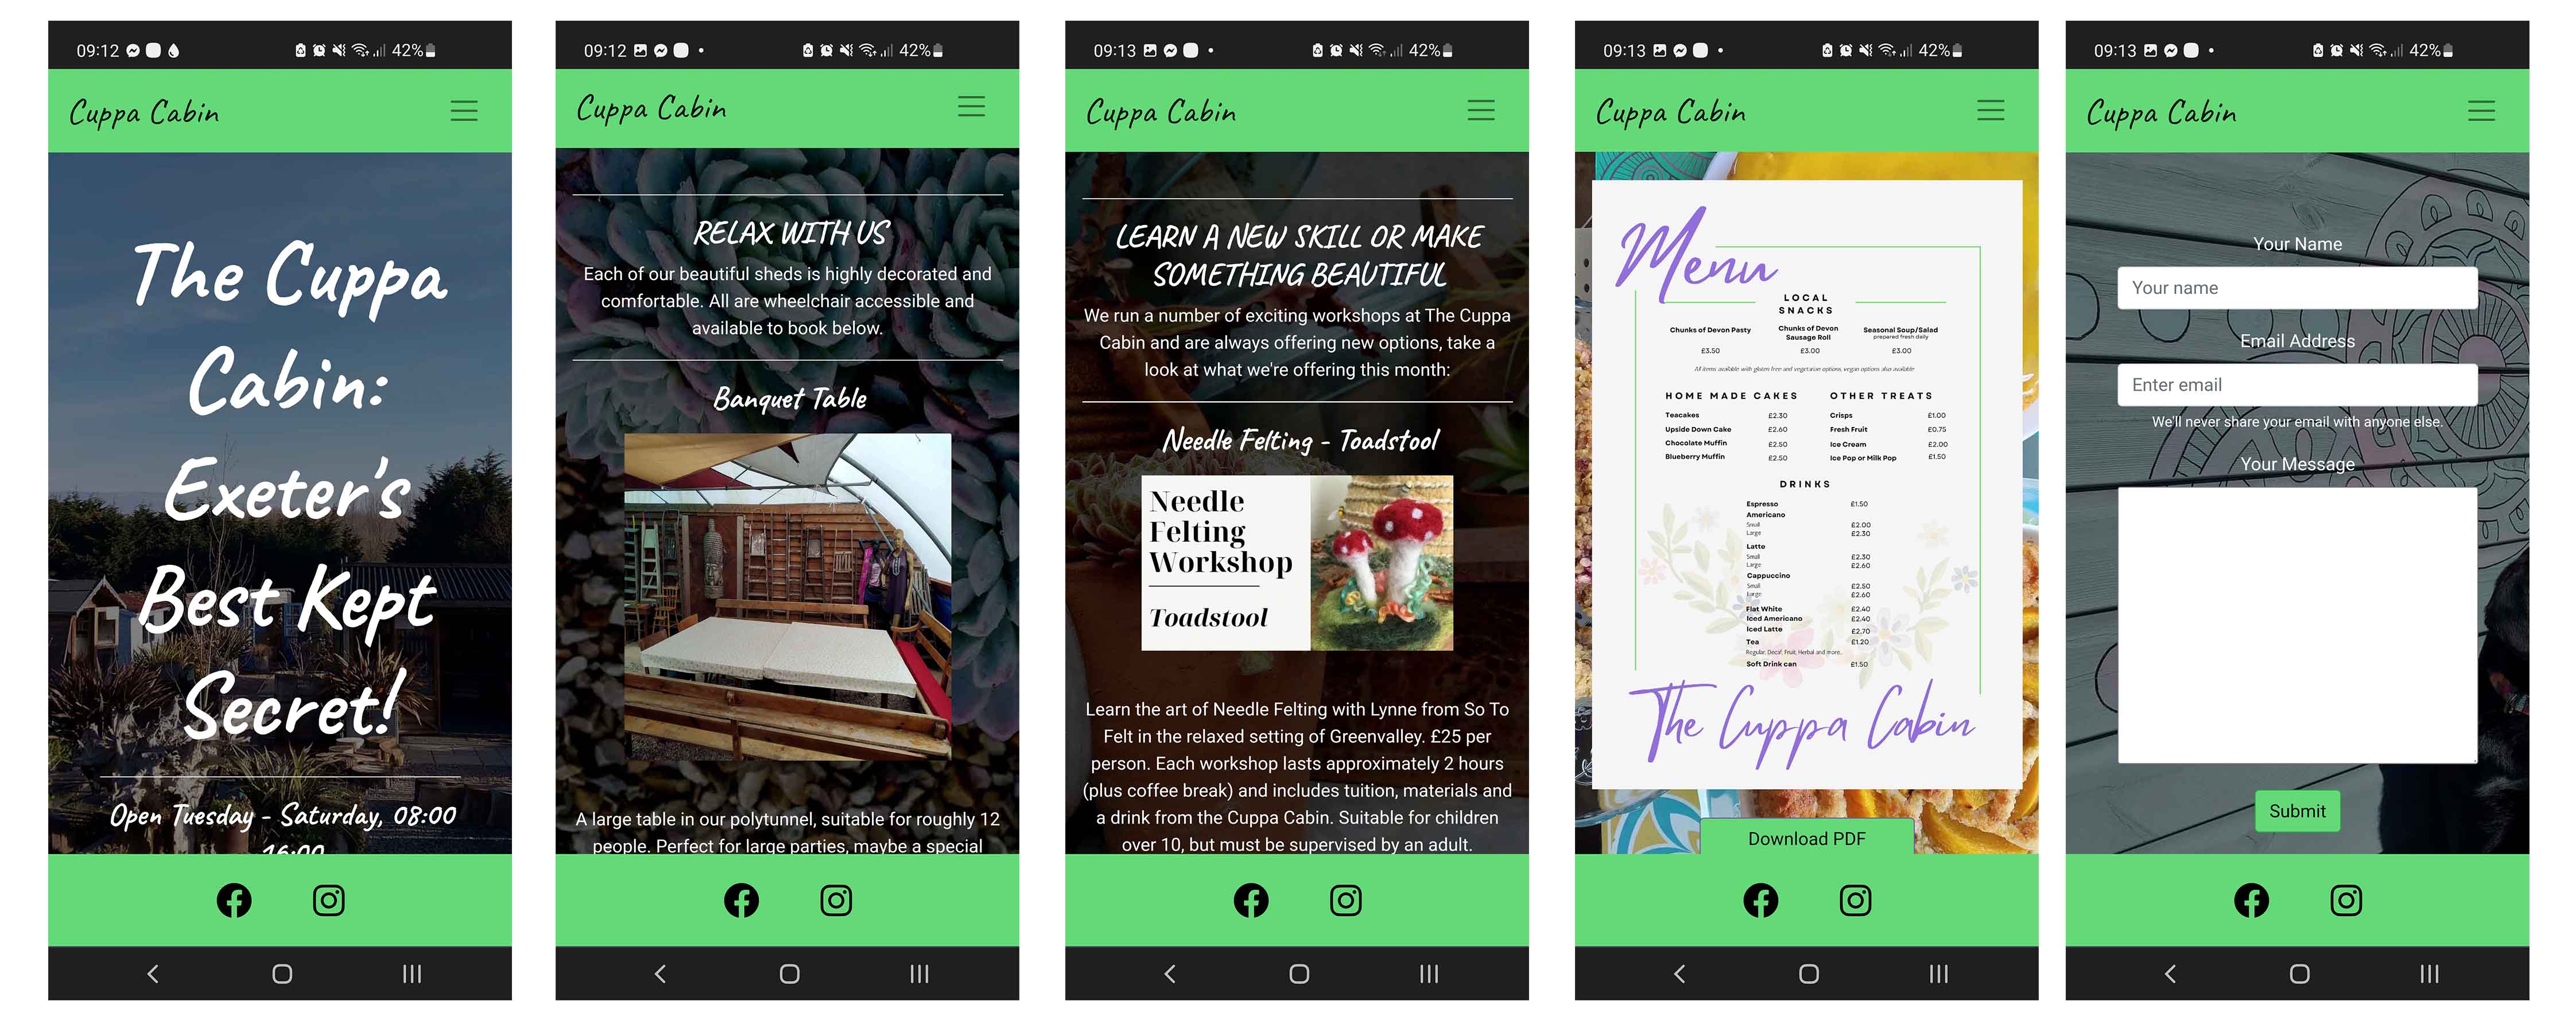 09:12
42%
Cuppa Cabin
The Cuppa
Cabin:
Exeter's
Best Kept
Secret!
Open Tuesday - Saturday, 08:00
16:00
09:12
42%
Cuppa Cabin
RELAX WITH US
Each of our beautiful sheds is highly decorated and
comfortable. All are wheelchair accessible and
available to book below.
Banquet Table
A large table in our polytunnel, suitable for roughly 12
people. Perfect for large parties, maybe a special
09:13
42%
Cuppa Cabin
LEARN A NEW SKILL OR MAKE
SOMETHING BEAUTIFUL
We run a number of exciting workshops at The Cuppa
Cabin and are always offering new options, take a
look at what we're offering this month:
Needle Felting - Toadstool
Needle
Felting
Workshop
Toadstool
Learn the art of Needle Felting with Lynne from So To
Felt in the relaxed setting of Greenvalley. £25 per
person. Each workshop lasts approximately 2 hours
(plus coffee break) and includes tuition, materials and
a drink from the Cuppa Cabin. Suitable for children
over 10, but must be supervised by an adult.
09:13
42%
Cuppa Cabin
Menu
LOCAL
SNACKS
Chunks of Devon Pasty
£3.50
Chunks of Devon
Sausage Roll
£3.00
Seasonal Soup/Salad
prepared fresh daily
£3.00
All items available with gluten free and vegetarian options, vegan options also available
HOME MADE CAKES
Teacakes £2.30
Upside Down Cake £2.60
Chocolate Muffin £2.50
Blueberry Muffin £2.50
OTHER TREATS
Crisps £1.00
Fresh Fruit £0.75
Ice Cream £2.00
Ice Pop or Milk Pop £1.50
DRINKS
Espresso £1.50
Americano
Small £2.00
Large £2.30
Latte
Small £2.30
Large £2.60
Cappuccino
Small £2.50
Large £2.60
Flat White £2.40
Iced Americano £2.40
Iced Latte £2.70
Tea £1.20
Regular, Decaf, Fruit, Herbal and more.
Soft Drink can £1.50
The Cuppa Cabin
Download PDF
09:13
42%
Cuppa Cabin
Your Name
Your name
Email Address
Enter email
We'll never share your email with anyone else.
Your Message
Submit